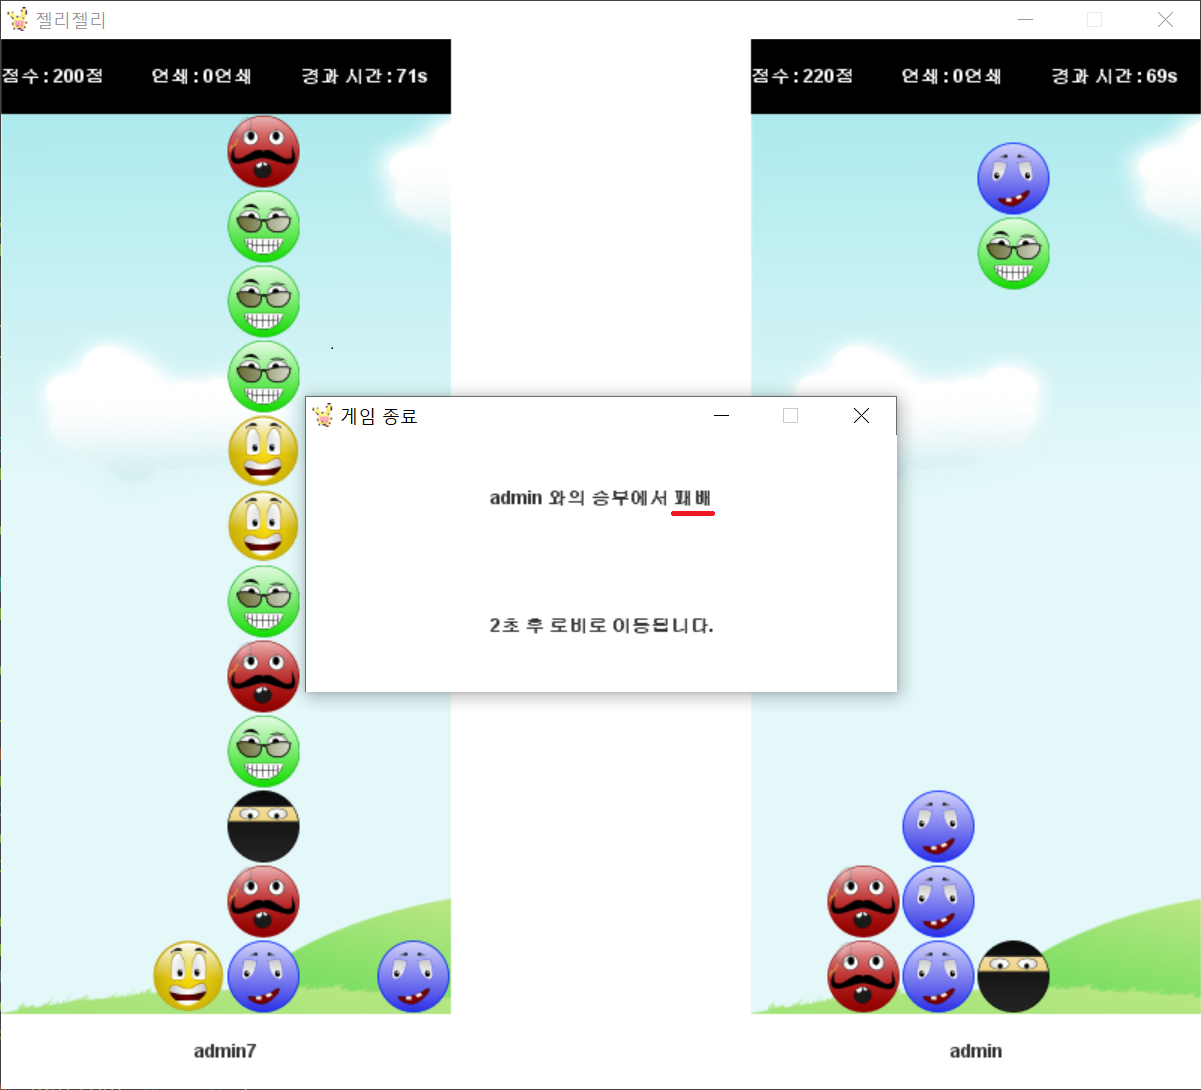 젤리젤리
점수 : 200점 연쇄 : 0연쇄 경과 시간 : 71s
점수 : 220점 연쇄 : 0연쇄 경과 시간 : 69s
게임 종료
admin 와의 승부에서 패배
2초 후 로비로 이동됩니다.
admin7
admin